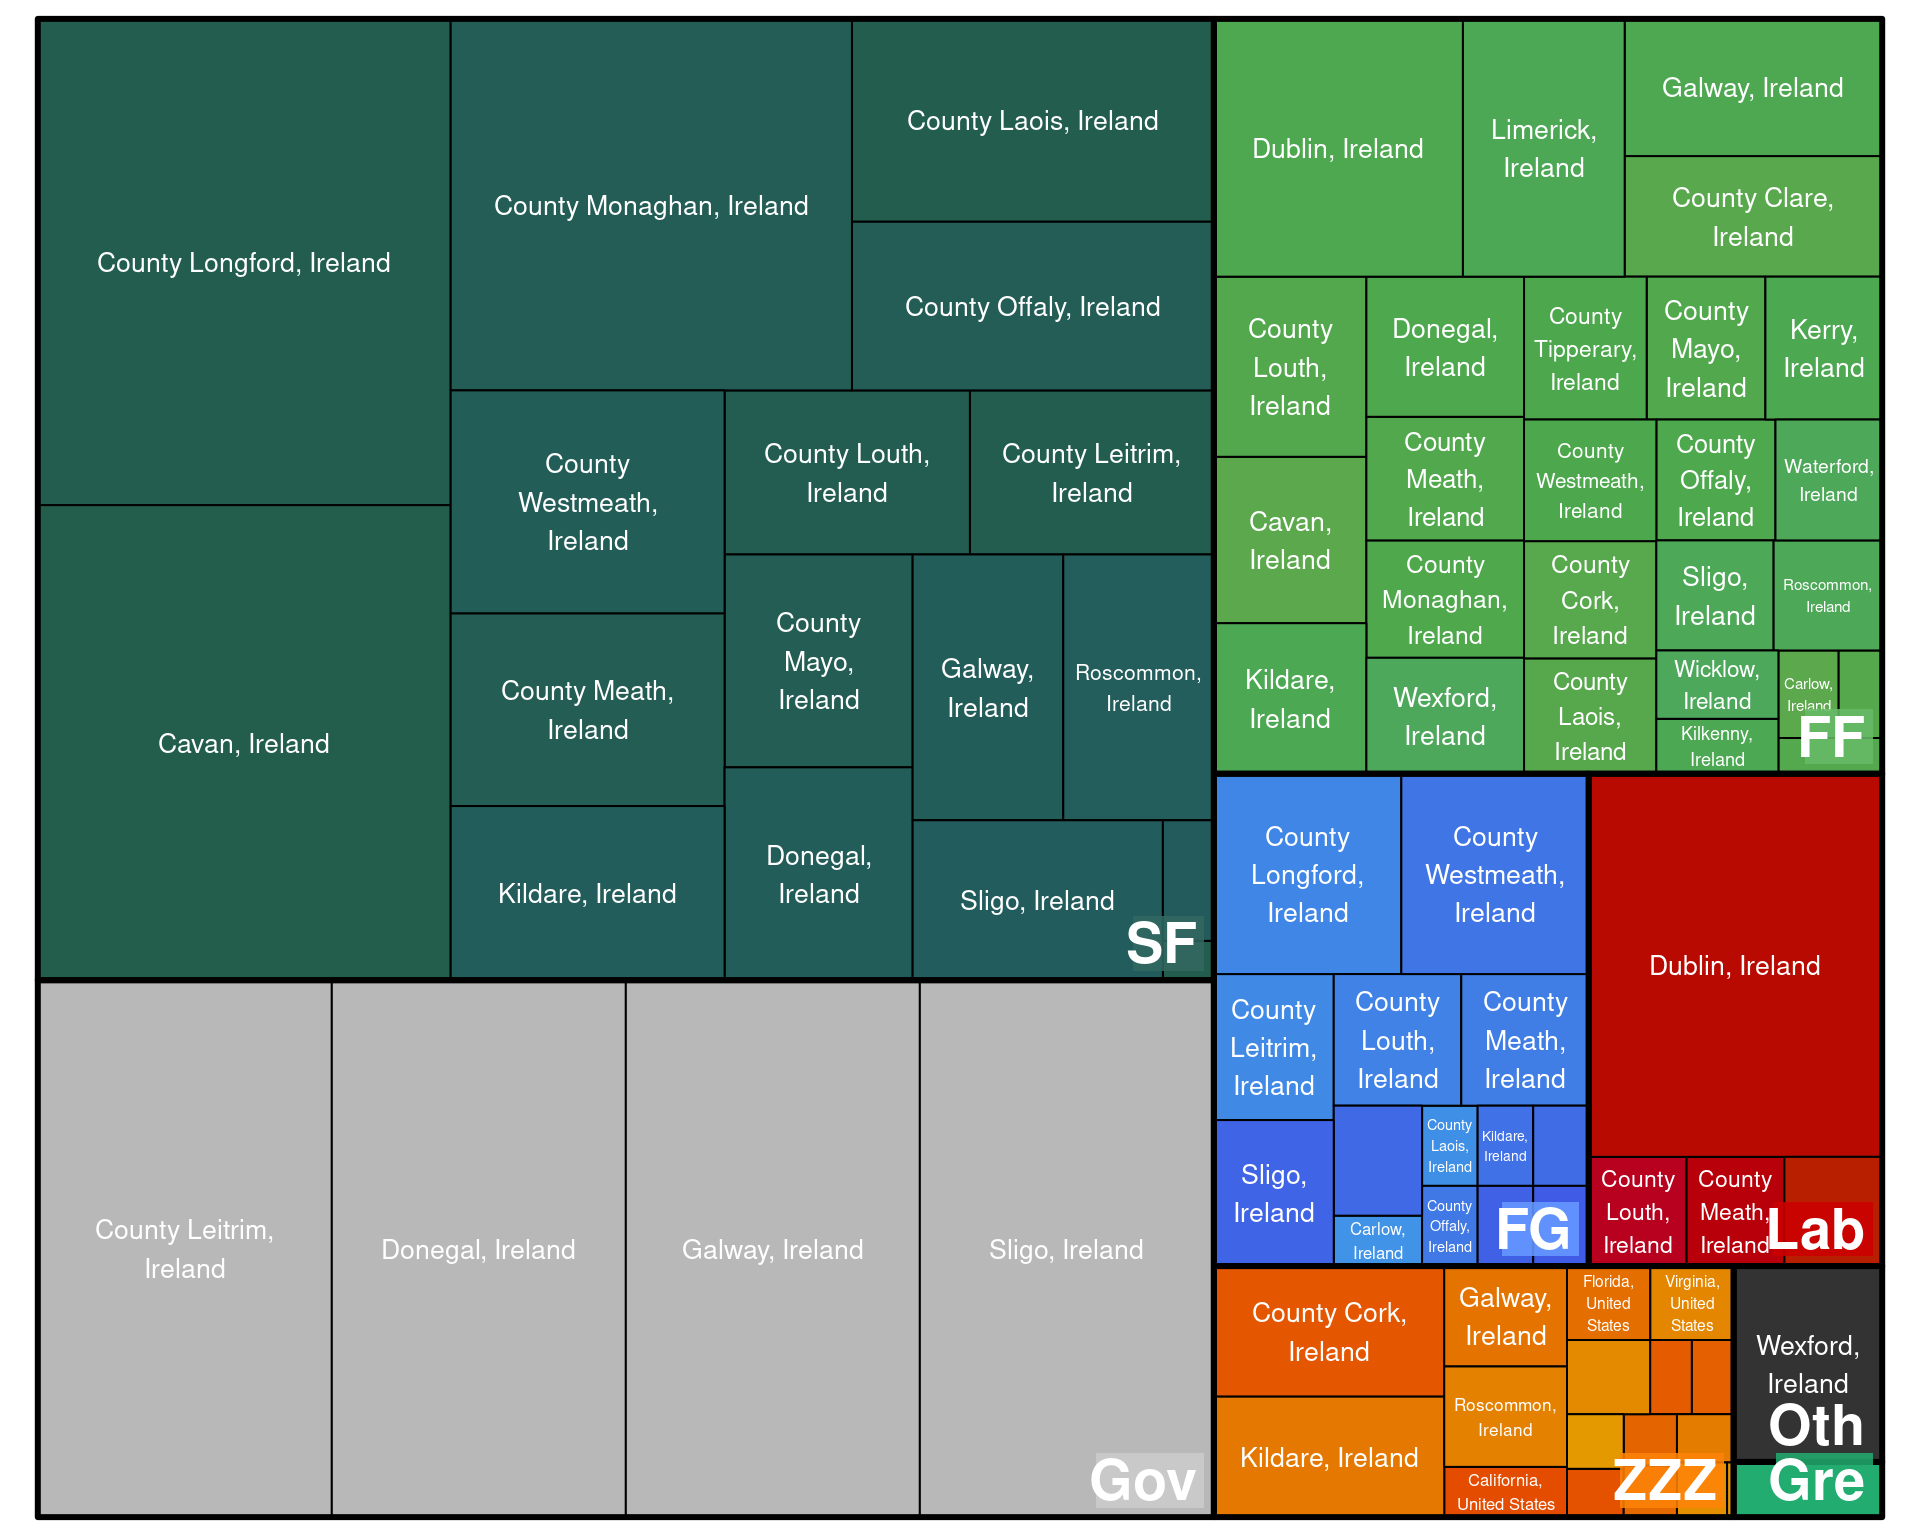 County Longford, Ireland
Cavan, Ireland
County Monaghan, Ireland
County Laois, Ireland
County Offaly, Ireland
County
Westmeath,
Ireland
County Meath,
Ireland
Kildare, Ireland
County Louth,
Ireland
County Leitrim,
Ireland
County
Mayo,
Ireland
Donegal,
Ireland
Galway,
Ireland
Roscommon,
Ireland
Sligo, Ireland
SF
County Leitrim,
Ireland
Donegal, Ireland
Galway, Ireland
Sligo, Ireland
Gov
Dublin, Ireland
Limerick,
Ireland
Galway, Ireland
County Clare,
Ireland
County
Louth,
Ireland
Cavan,
Ireland
Kildare,
Ireland
Donegal,
Ireland
County
Meath,
Ireland
County
Monaghan,
Ireland
Wexford,
Ireland
County
Tipperary,
Ireland
County
Mayo,
Ireland
Kerry,
Ireland
County
Westmeath,
Ireland
County
Offaly,
Ireland
Waterford,
Ireland
County
Cork,
Ireland
County
Laois,
Ireland
Sligo,
Ireland
Roscommon,
Ireland
Wicklow,
Ireland
Kilkenny,
Ireland
Carlow,
Ireland
FF
County
Longford,
Ireland
County
Westmeath,
Ireland
County
Leitrim,
Ireland
Sligo,
Ireland
County
Louth,
Ireland
County
Meath,
Ireland
Carlow,
Ireland
County
Laois,
Ireland
County
Offaly,
Ireland
Kildare,
Ireland
FG
Dublin, Ireland
County
Louth,
Ireland
County
Meath,
Ireland
Lab
County Cork,
Ireland
Kildare, Ireland
Galway,
Ireland
Roscommon,
Ireland
California,
United States
Florida,
United
States
Virginia,
United
States
ZZZ
Wexford,
Ireland
Oth
Gre